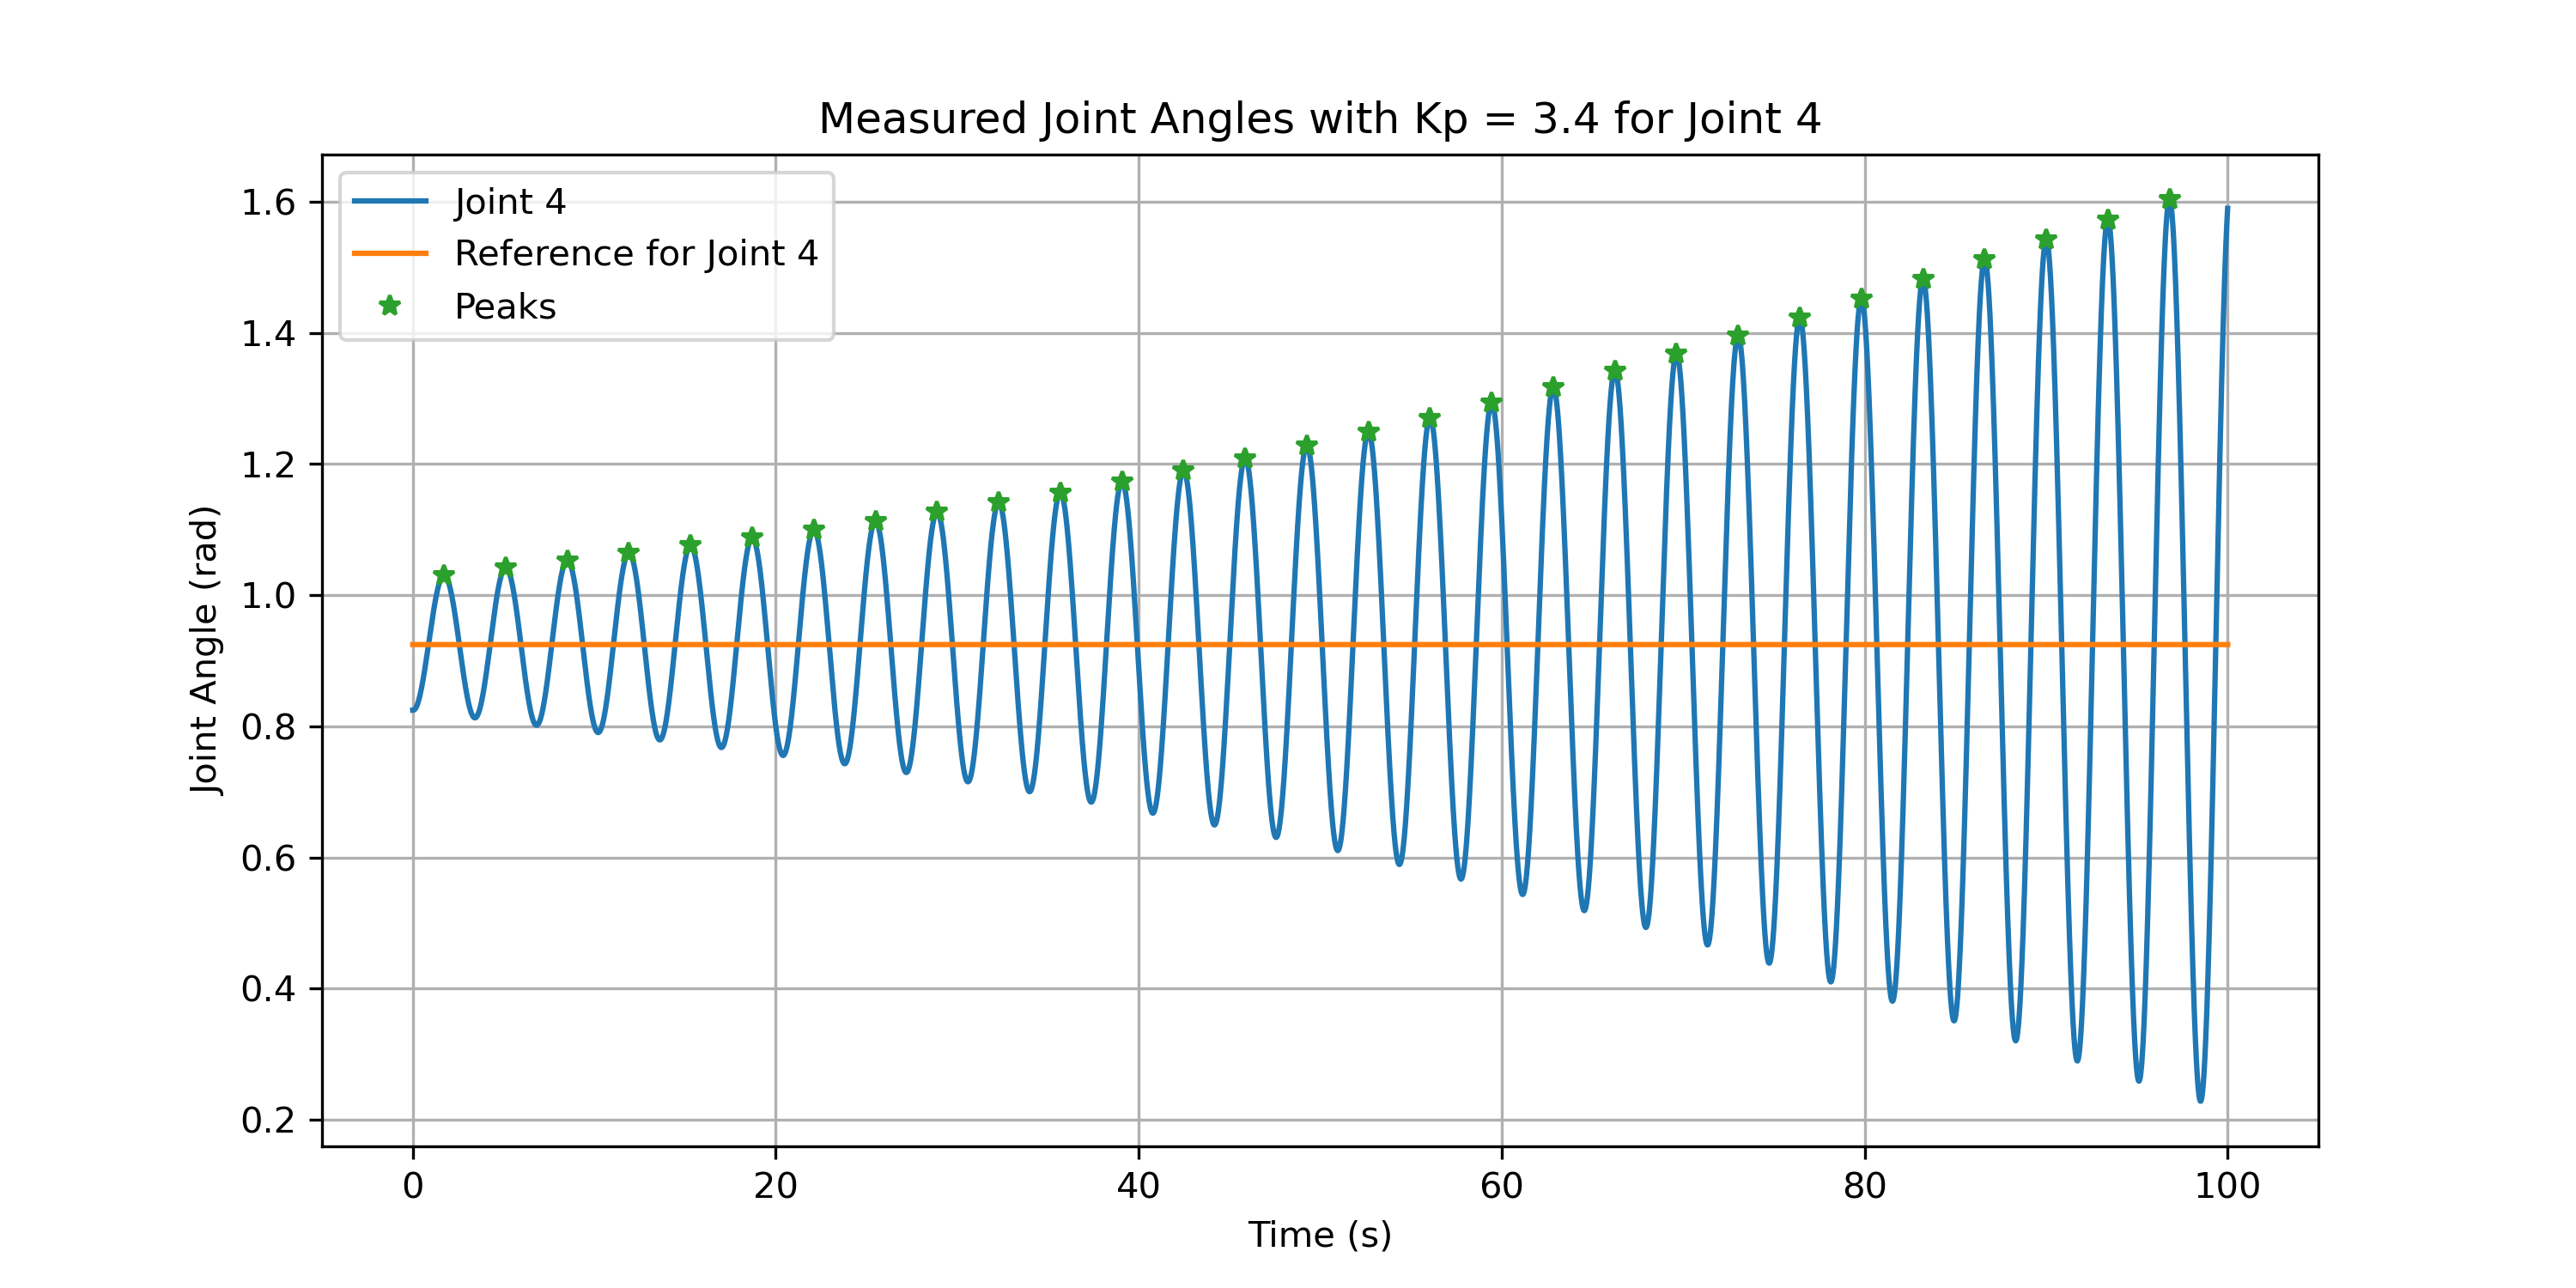 Measured Joint Angles with Kp = 3.4 for Joint 4
Joint 4
Reference for Joint 4
Peaks
Joint Angle (rad)
1.6
1.4
1.2
1.0
0.8
0.6
0.4
0.2
0 20 40 60 80 100
Time (s)